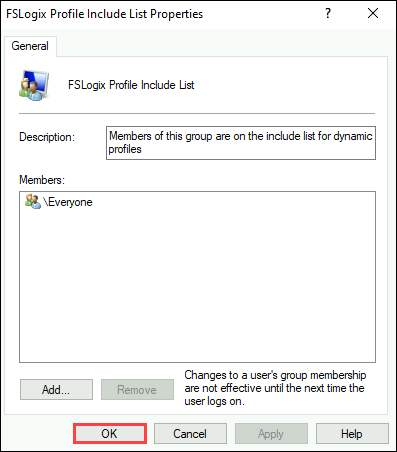 FSLogix Profile Include List Properties
?
General
FSLogix Profile Include List
Description:
Members of this group are on the include list for dynamic
profiles
Members:
\Everyone
Add...
Remove
Changes to a user's group membership
are not effective until the next time the
user logs on.
OK
Cancel
Apply
Help